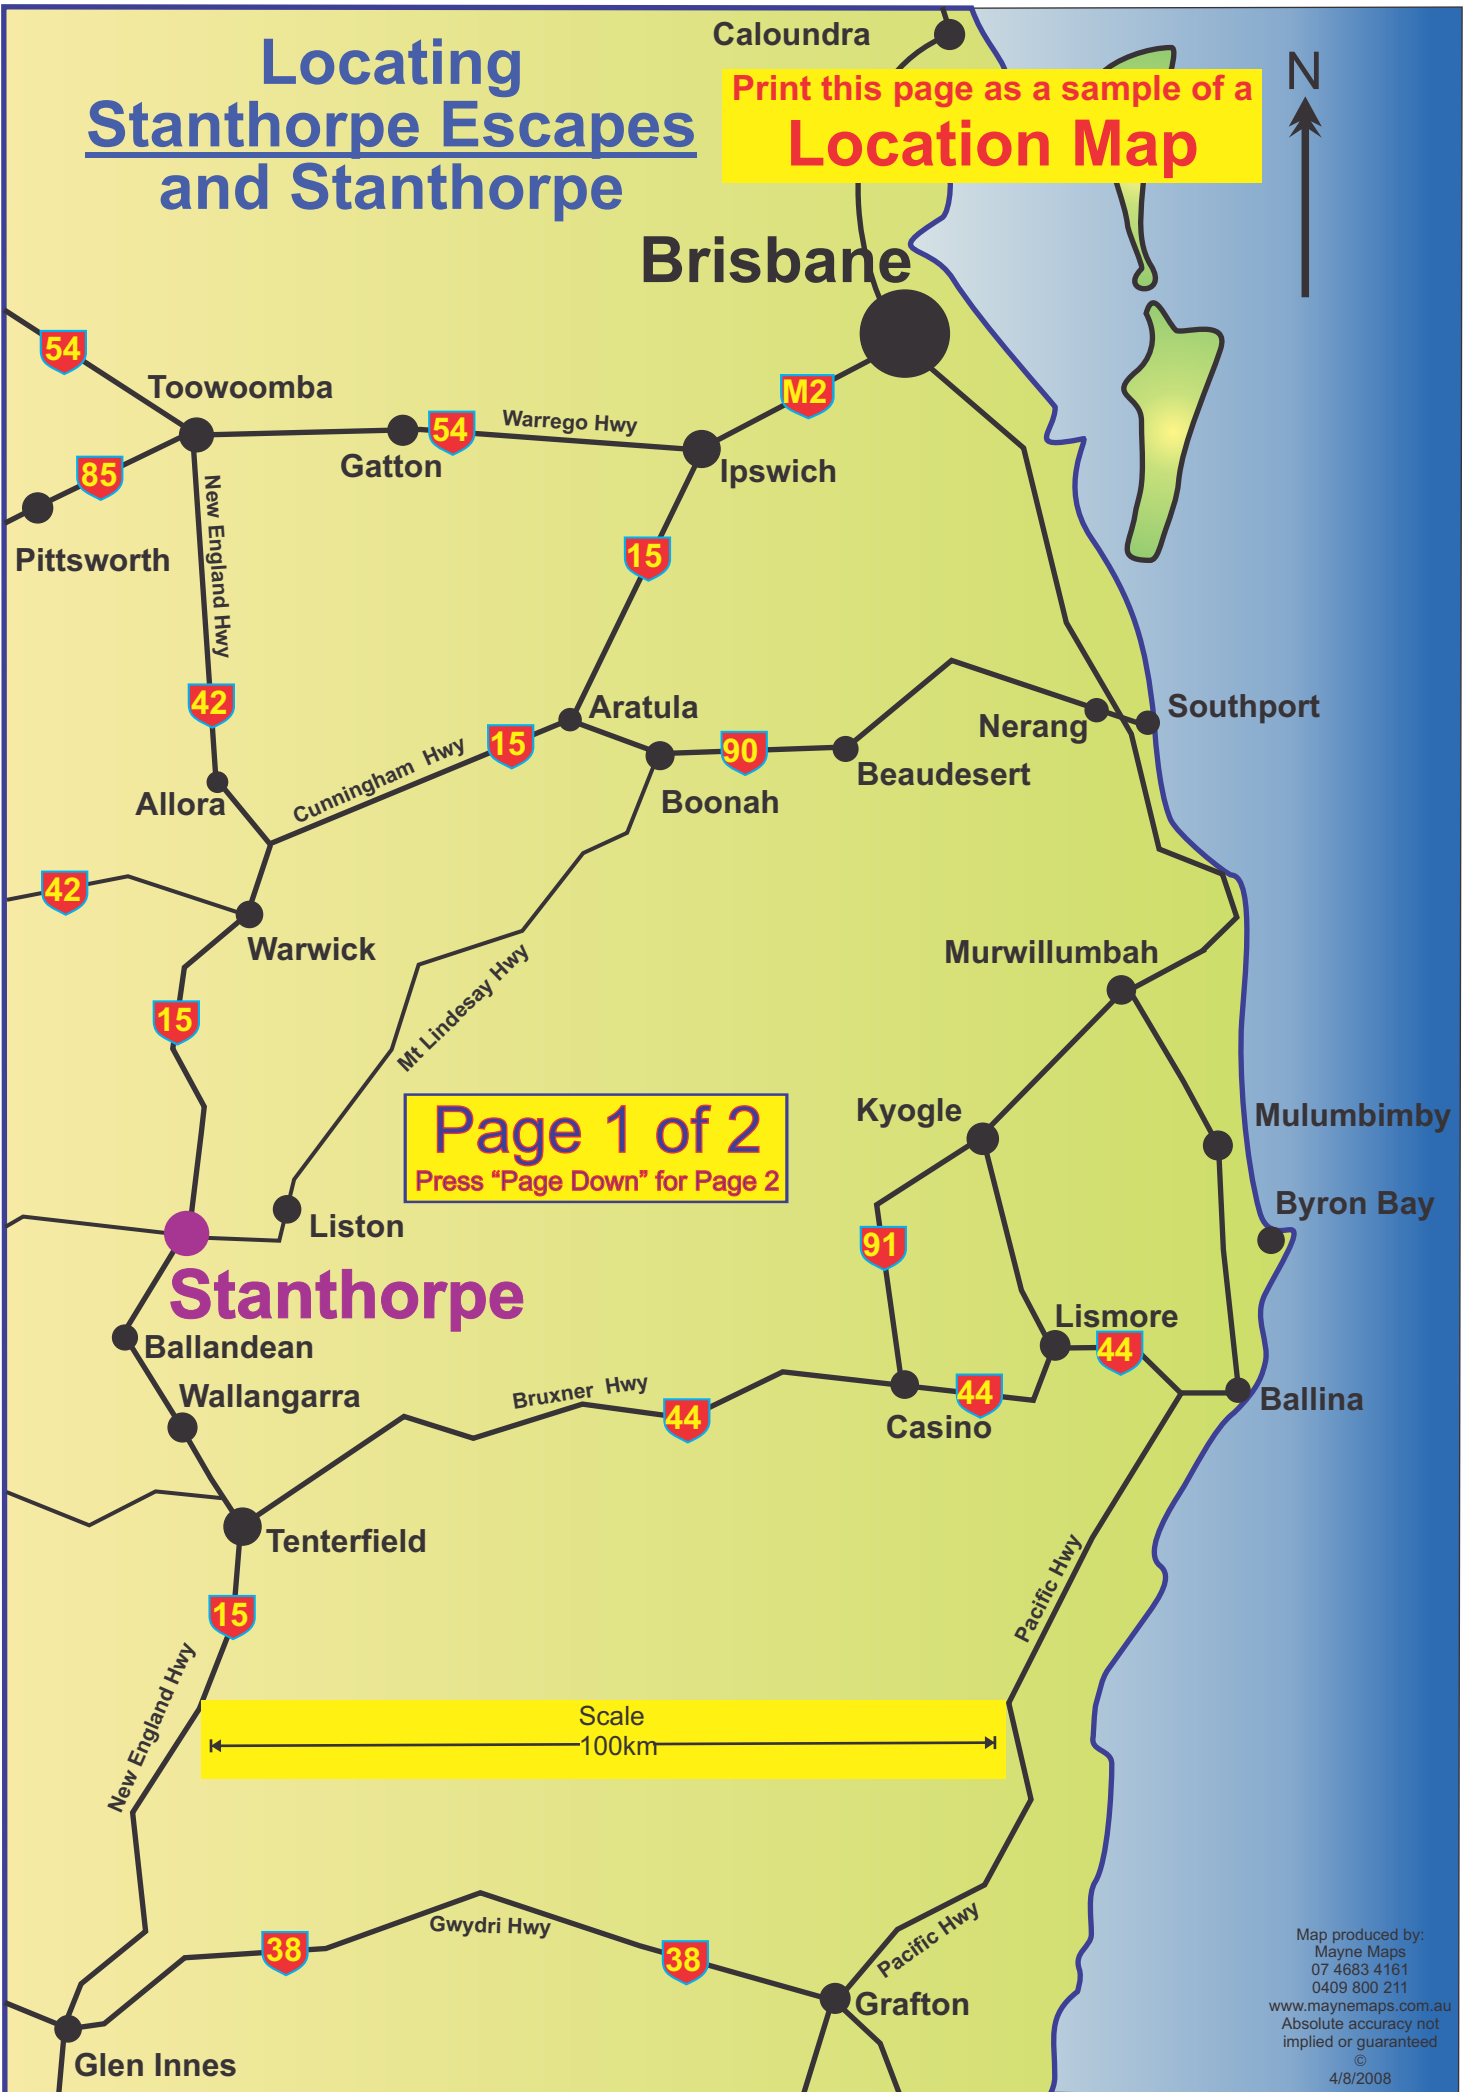 Locating
Stanthorpe Escapes
and Stanthorpe
Caloundra
Print this page as a sample of a
Location Map
N
Brisbane
54
Toowoomba
M2
Warrego Hwy
54
Gatton
Ipswich
85
New England Hwy
Pittsworth
15
42
Aratula
Southport
Nerang
15
90
Cunningham Hwy
Beaudesert
Allora
Boonah
42
Warwick
Murwillumbah
Mt Lindesay Hwy
15
Page 1 of 2
Press “Page Down” for Page 2
Kyogle
Mulumbimby
Byron Bay
Liston
91
Stanthorpe
Lismore
Ballandean
44
Wallangarra
Bruxner Hwy
44
44
Ballina
Casino
Tenterfield
Pacific Hwy
15
New England Hwy
Scale
100km
Gwydri Hwy
38
38
Pacific Hwy
Grafton
Glen Innes
Map produced by:
Mayne Maps
07 4683 4161
0409 800 211
www.maynemaps.com.au
Absolute accuracy not
implied or guaranteed
©
4/8/2008